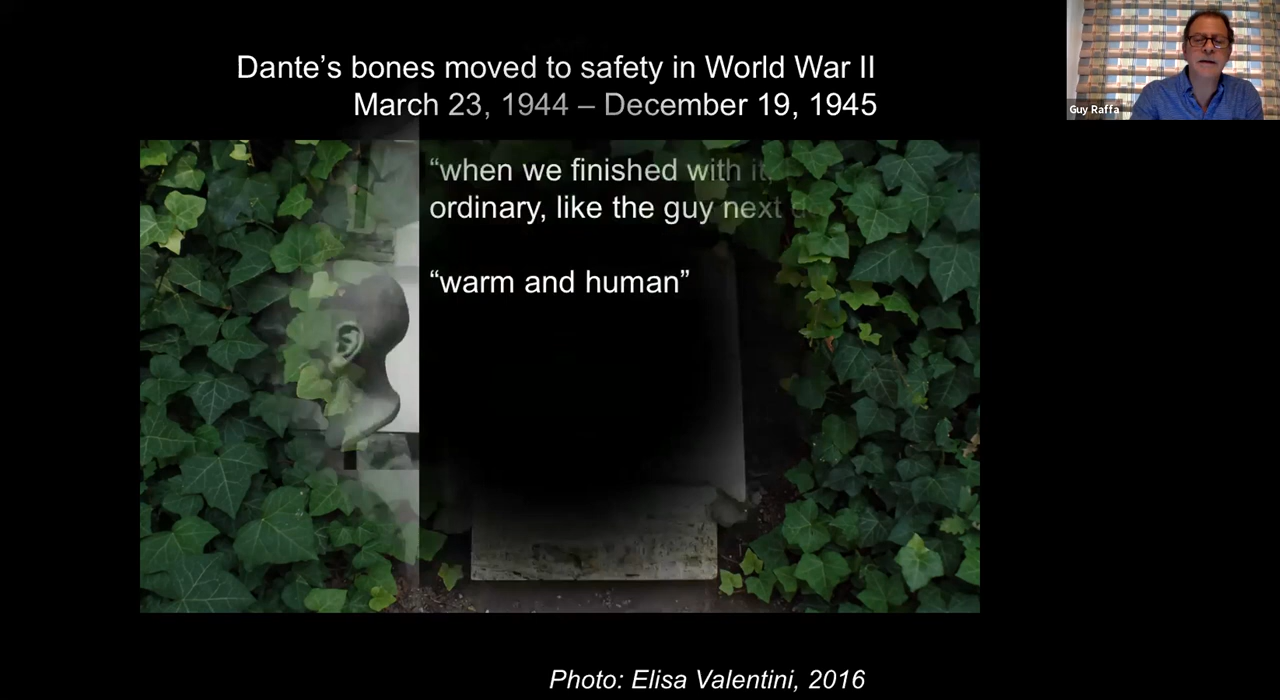 Dante’s bones moved to safety in World War II
March 23, 1944 – December 19, 1945
“when we finished with it,
ordinary, like the guy next
“warm and human”
Photo: Elisa Valentini, 2016
Guy Raffa